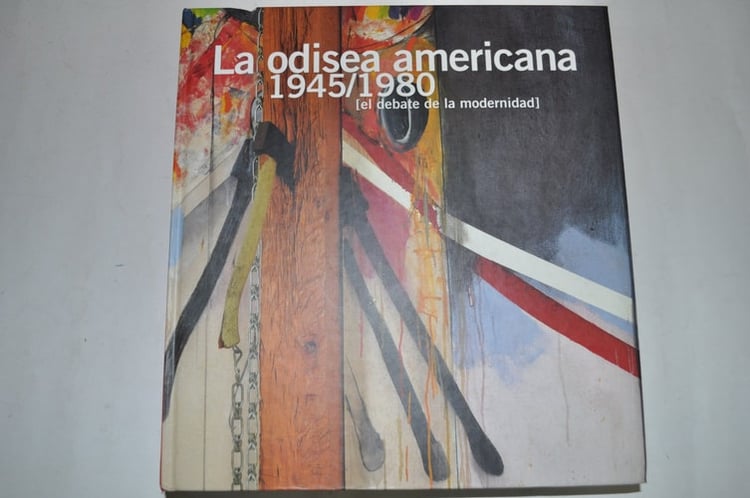 La odisea americana
1945/1980
[el debate de la modernidad]